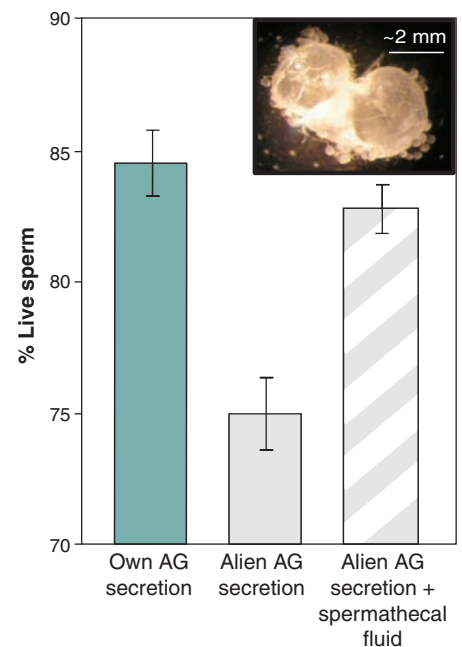 90
~2 mm
85
80
75
70
% Live sperm
Own AG
secretion
Alien AG
secretion
Alien AG
secretion +
spermathecal
fluid